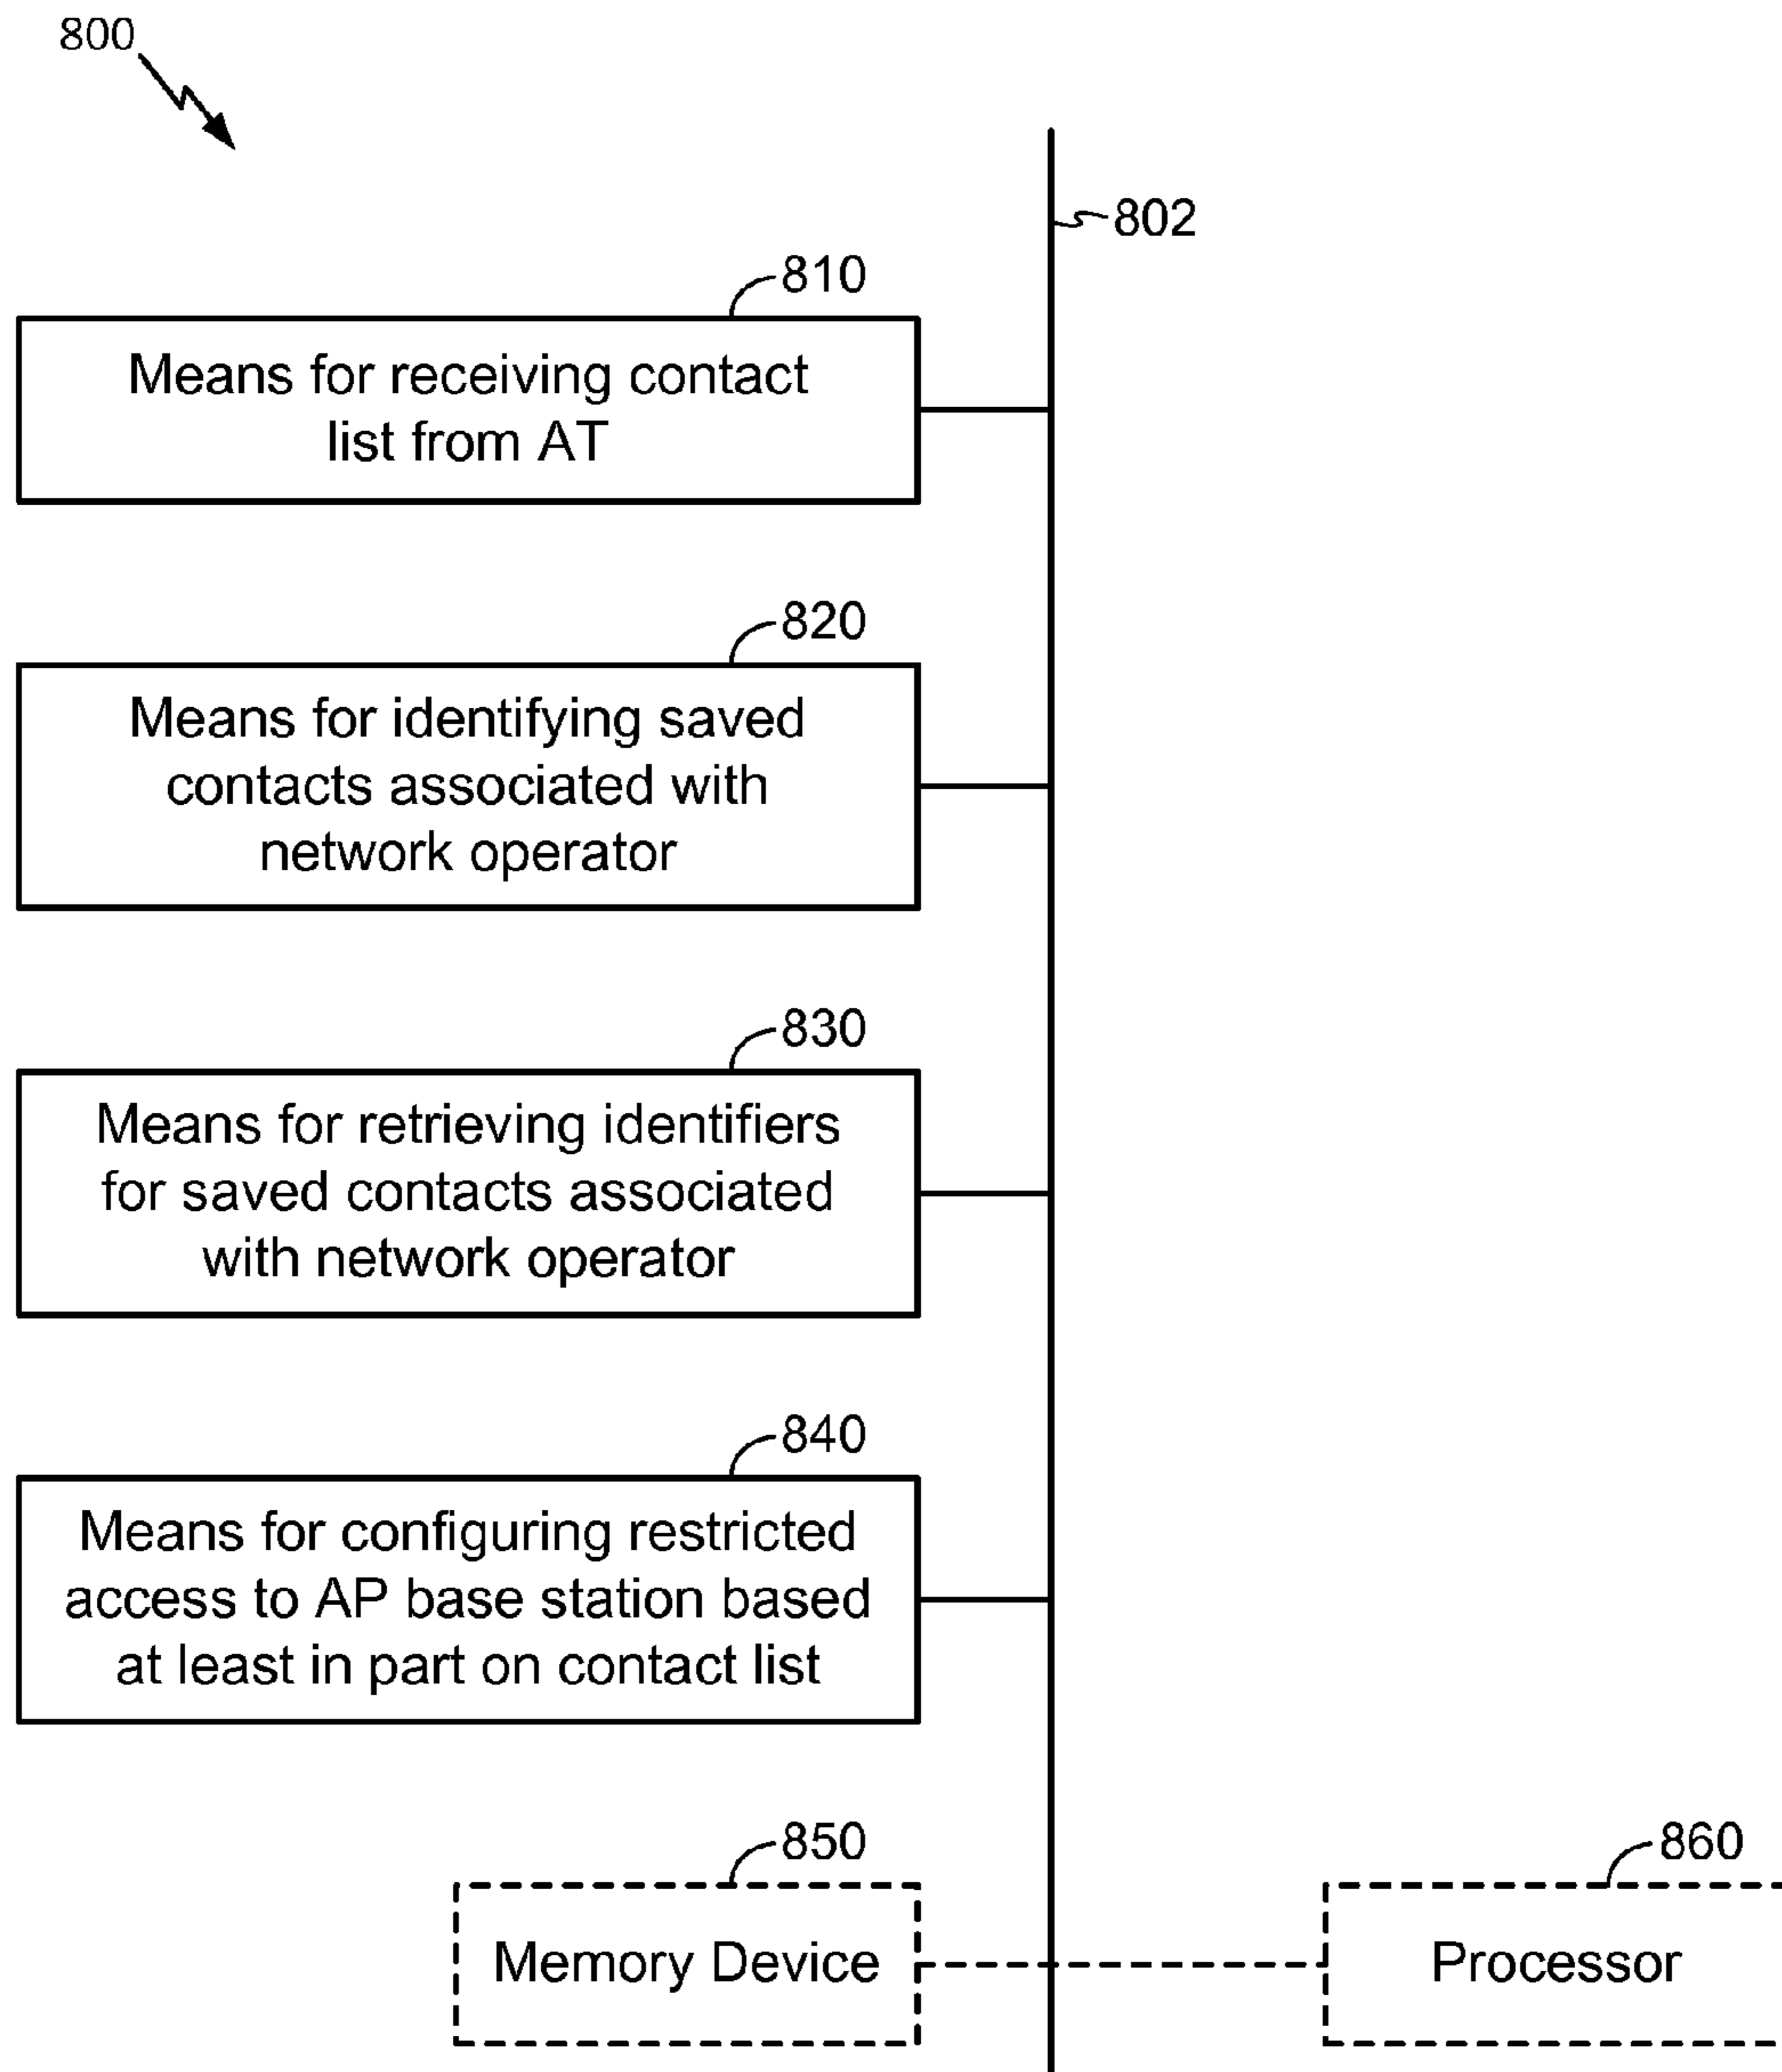 800
802
810
Means for receiving contact
list from AT
820
Means for identifying saved
contacts associated with
network operator
830
Means for retrieving identifiers
for saved contacts associated
with network operator
840
Means for configuring restricted
access to AP base station based
at least in part on contact list
850
Memory Device
860
Processor